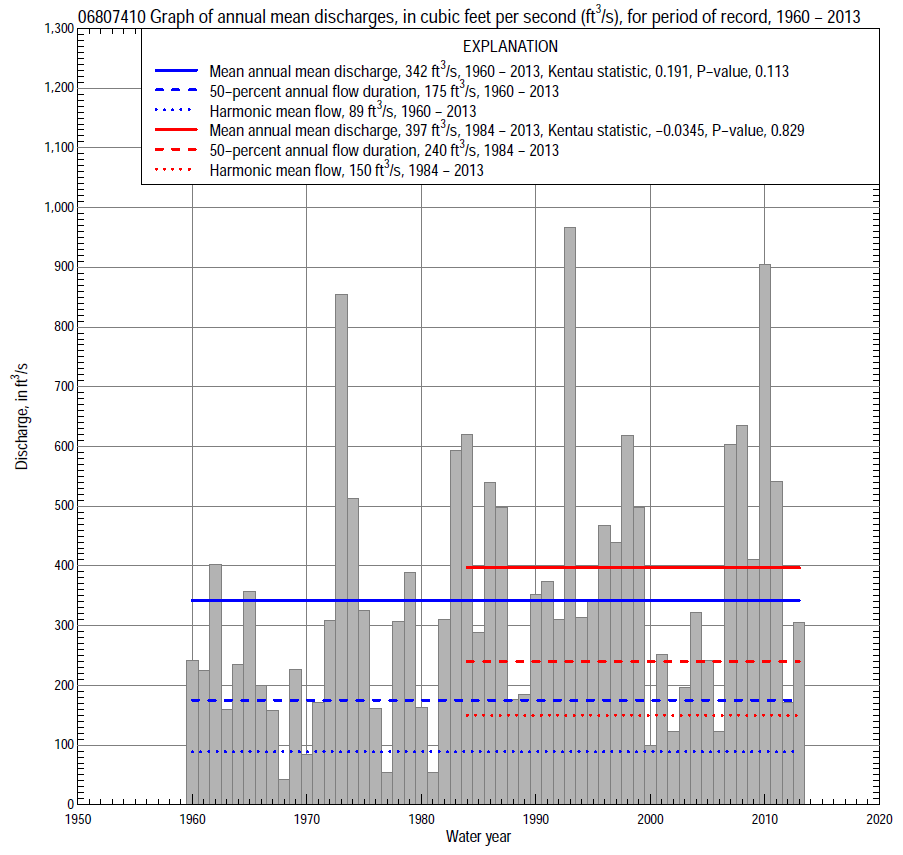 06807410 Graph of annual mean discharges, in cubic feet per second (ft³/s), for period of record, 1960 – 2013
EXPLANATION
Mean annual mean discharge, 342 ft³/s, 1960 – 2013, Kentau statistic, 0.191, P–value, 0.113
50–percent annual flow duration, 175 ft³/s, 1960 – 2013
Harmonic mean flow, 89 ft³/s, 1960 – 2013
Mean annual mean discharge, 397 ft³/s, 1984 – 2013, Kentau statistic, –0.0345, P–value, 0.829
50–percent annual flow duration, 240 ft³/s, 1984 – 2013
Harmonic mean flow, 150 ft³/s, 1984 – 2013
1,300
1,200
1,100
1,000
900
800
700
600
500
400
300
200
100
0
Discharge, in ft³/s
1950 1960 1970 1980 1990 2000 2010 2020
Water year